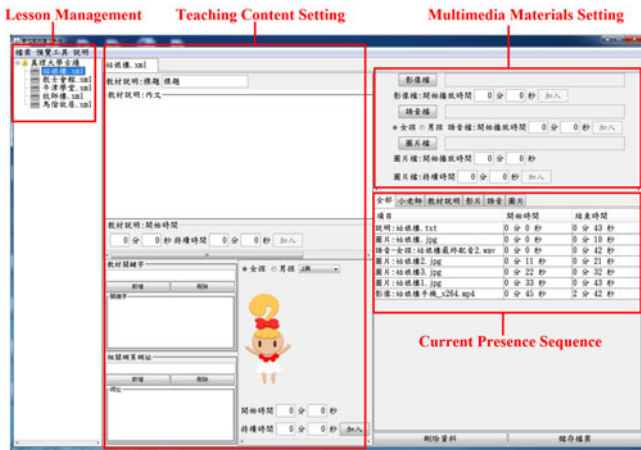 Lesson Management
Teaching Content Setting
Multimedia Materials Setting
檔案 預覽工具 說明
真理大學古蹟
姑娘樓.xml
教士會館.xml
牛津學堂.xml
牧師樓.xml
馬偕故居.xml
姑娘樓.xml
教材說明:標題 標題
教材說明:內文
教材說明:開始時間
0 分 0 秒 持續時間 0 分 0 秒 加入
教材關鍵字
新增 刪除
關鍵字
相關網頁網址
新增 刪除
網址
女孩 男孩
開始時間 0 分 0 秒
持續時間 0 分 0 秒 加入
影像檔
影像檔:開始播放時間 0 分 0 秒 加入
語音檔
女孩 男孩 語音檔:開始播放時間 0 分 0 秒 加入
圖片檔
圖片檔:開始播放時間 0 分 0 秒
圖片檔:持續時間 0 分 0 秒 加入
全部 小老師 教材說明 影片 語音 圖片
項目 開始時間 結束時間
說明:姑娘樓.txt 0 分 0 秒 0 分 43 秒
圖片:姑娘樓.jpg 0 分 0 秒 0 分 10 秒
語音-女孩:姑娘樓最終配音2.wav 0 分 0 秒 0 分 42 秒
圖片:姑娘樓2.jpg 0 分 11 秒 0 分 21 秒
圖片:姑娘樓3.jpg 0 分 22 秒 0 分 32 秒
圖片:姑娘樓1.jpg 0 分 33 秒 0 分 43 秒
影像:姑娘樓手機_x264.mp4 0 分 45 秒 2 分 42 秒
Current Presence Sequence
刪除資料 儲存檔案